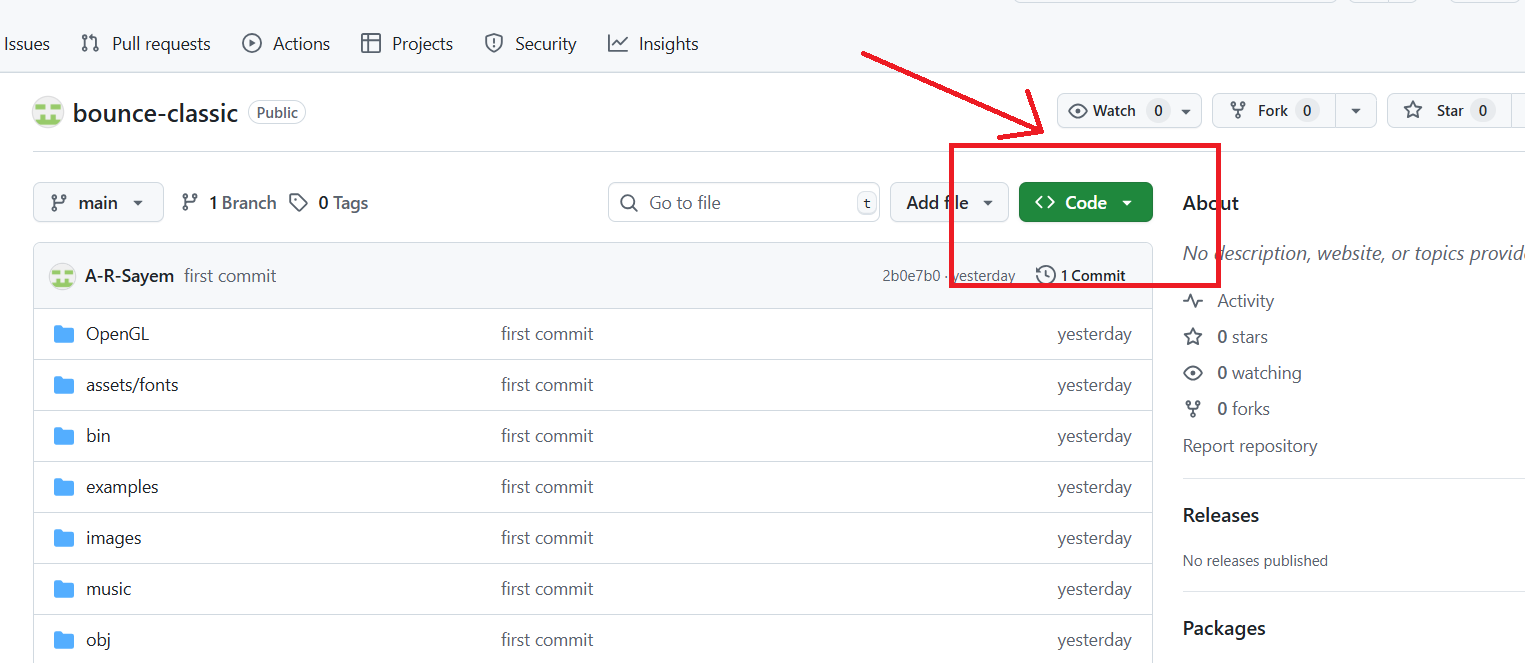 Issues Pull requests Actions Projects Security Insights
bounce-classic Public Watch 0 Fork 0 Star 0
main 1 Branch 0 Tags Go to file t Add file Code About
No description, website, or topics provid
A-R-Sayem first commit 2b0e7b0 · yesterday 1 Commit
Activity
OpenGL first commit yesterday
0 stars
0 watching
assets/fonts first commit yesterday
0 forks
bin first commit yesterday
Report repository
examples first commit yesterday
Releases
images first commit yesterday
No releases published
music first commit yesterday
Packages
obj first commit yesterday